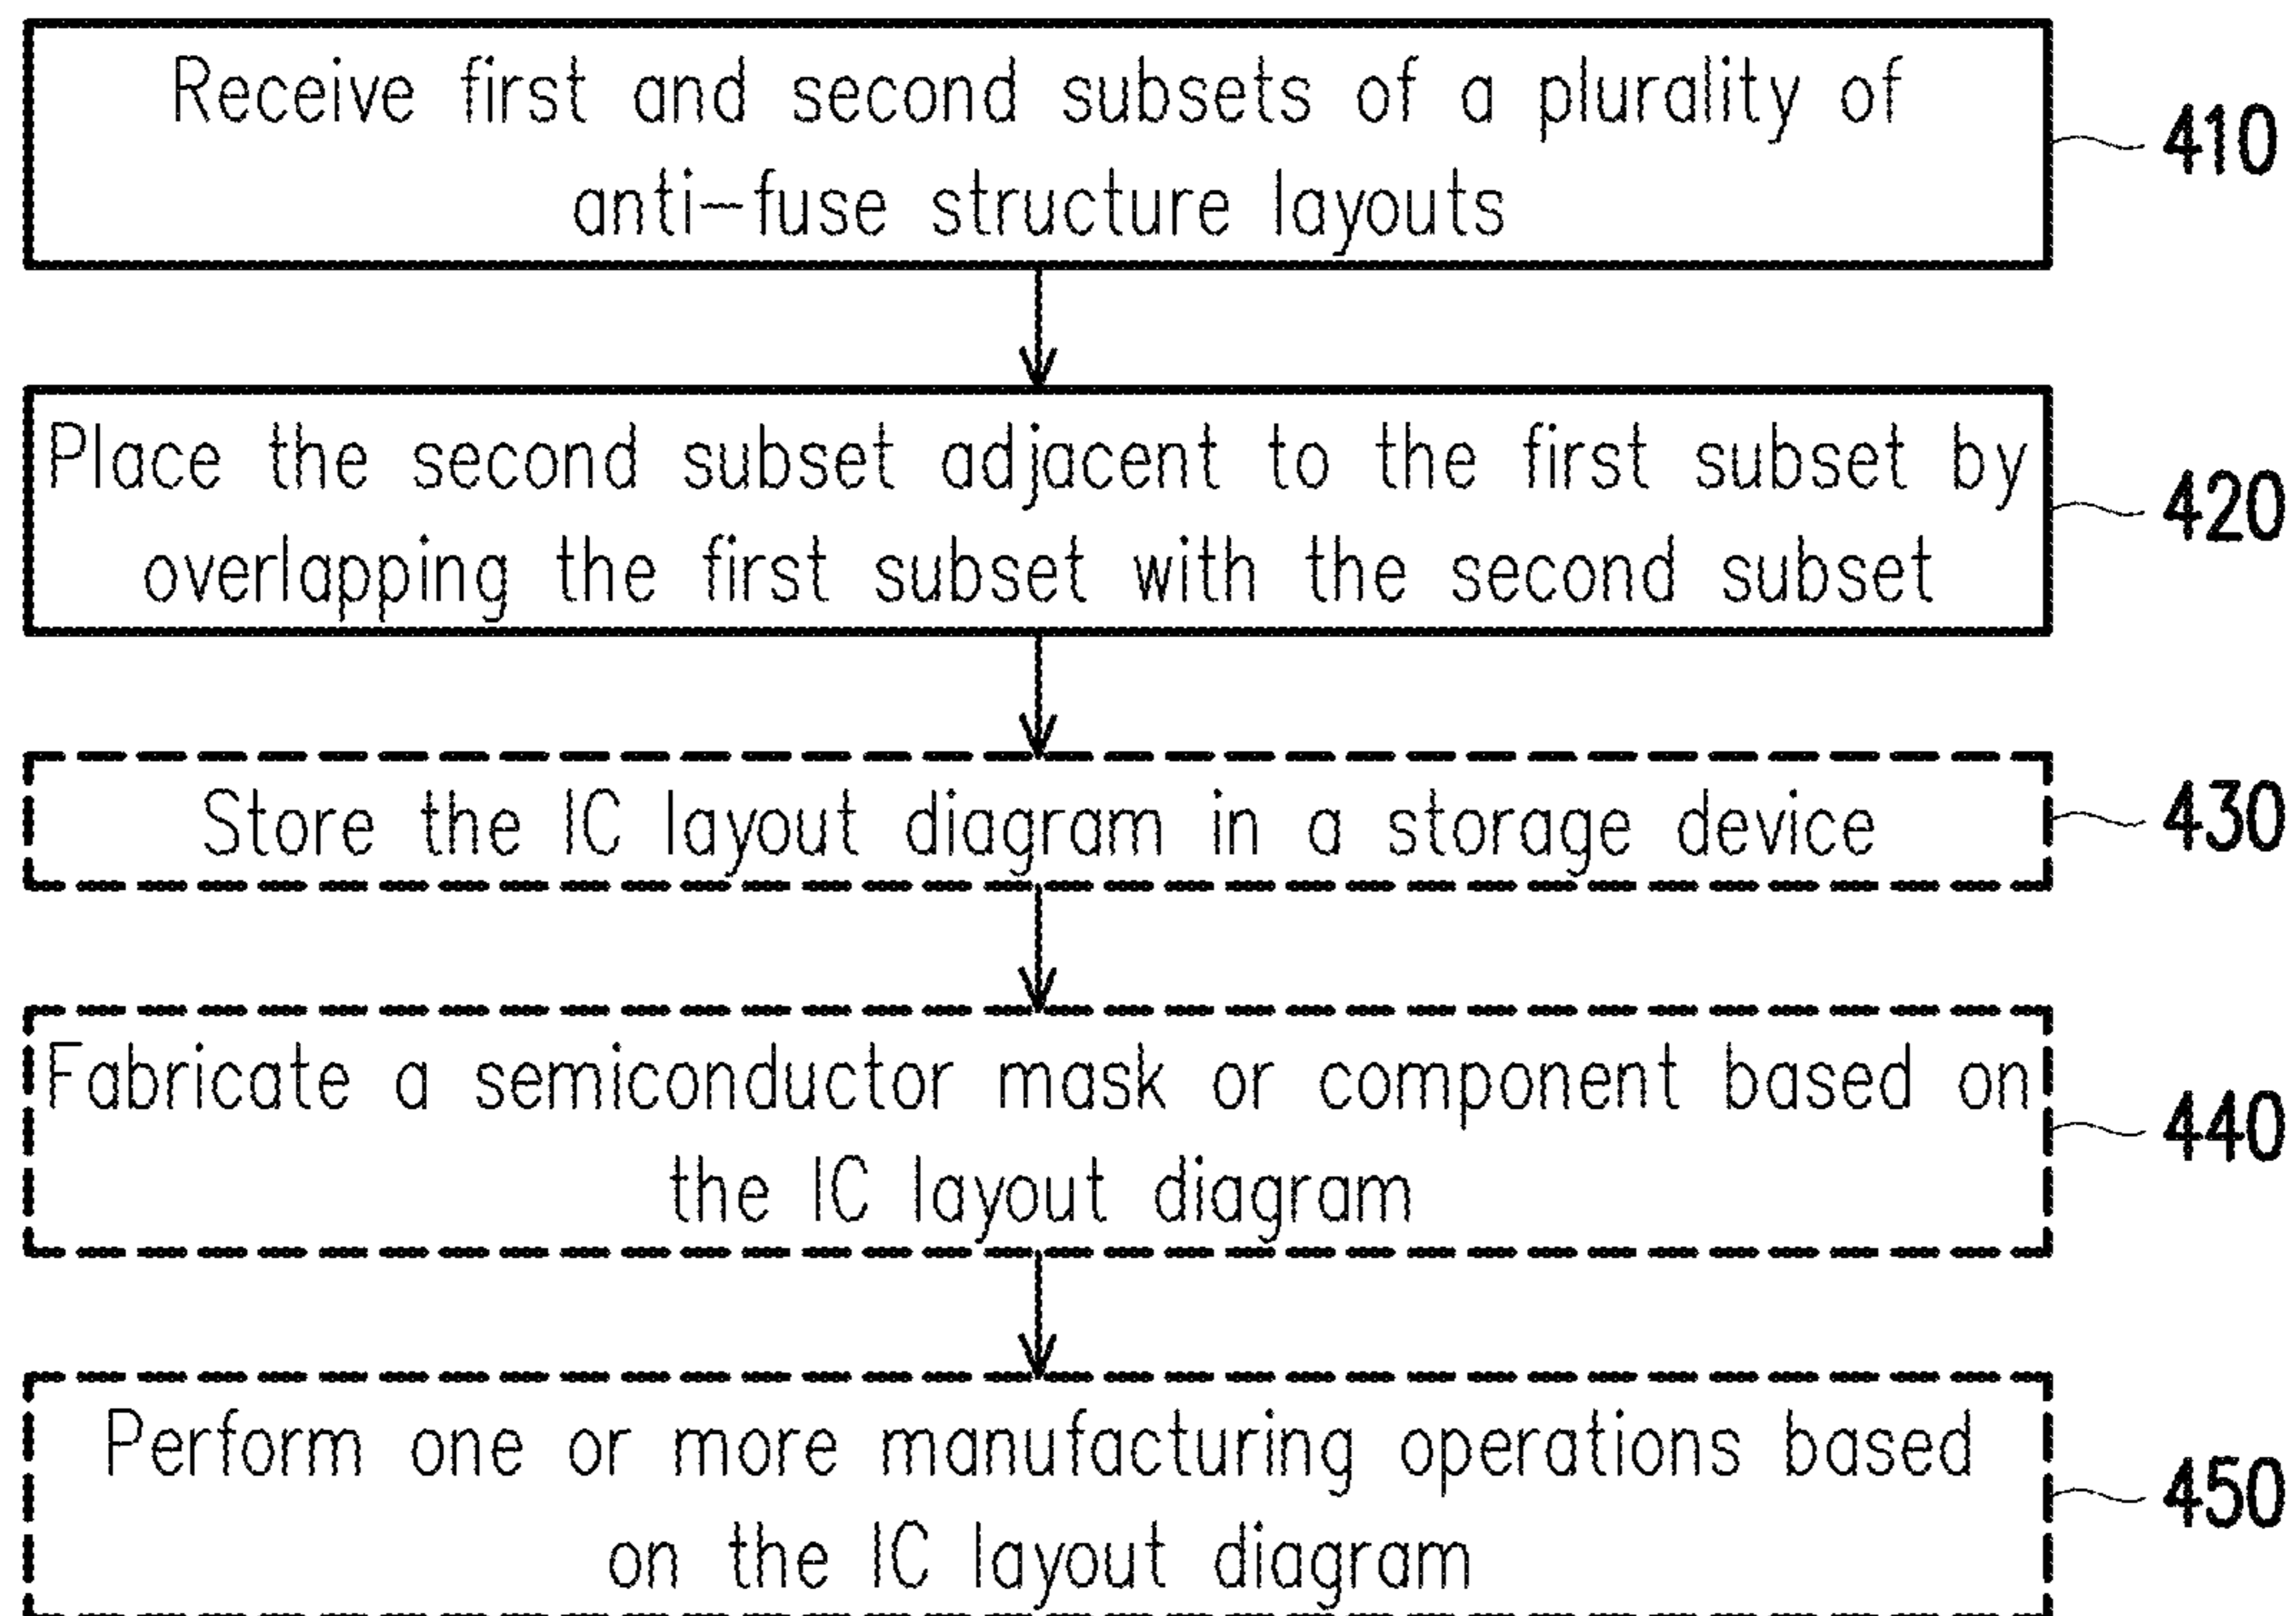 Receive first and second subsets of a plurality of
anti-fuse structure layouts
410
Place the second subset adjacent to the first subset by
overlapping the first subset with the second subset
420
Store the IC layout diagram in a storage device
430
Fabricate a semiconductor mask or component based on
the IC layout diagram
440
Perform one or more manufacturing operations based
on the IC layout diagram
450